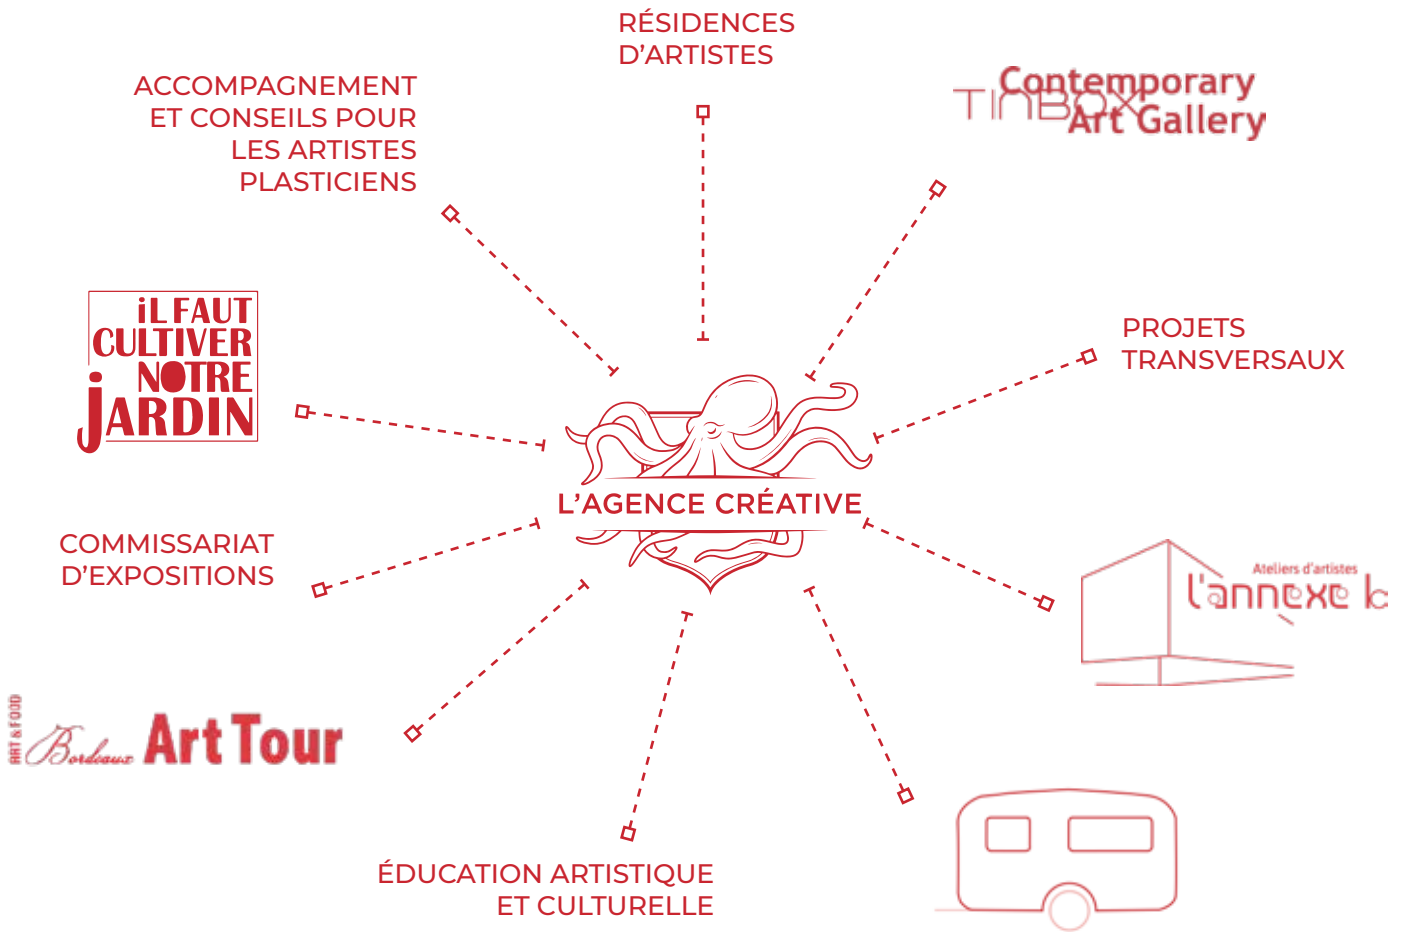 RÉSIDENCES
D’ARTISTES
ACCOMPAGNEMENT
ET CONSEILS POUR
LES ARTISTES
PLASTICIENS
Contemporary
TINBOX
Art Gallery
iL FAUT
CULTIVER
NOTRE
jARDIN
PROJETS
TRANSVERSAUX
L’AGENCE CRÉATIVE
COMMISSARIAT
D’EXPOSITIONS
Ateliers d'artistes
l'annexe b
ART & FOOD
Bordeaux Art Tour
ÉDUCATION ARTISTIQUE
ET CULTURELLE